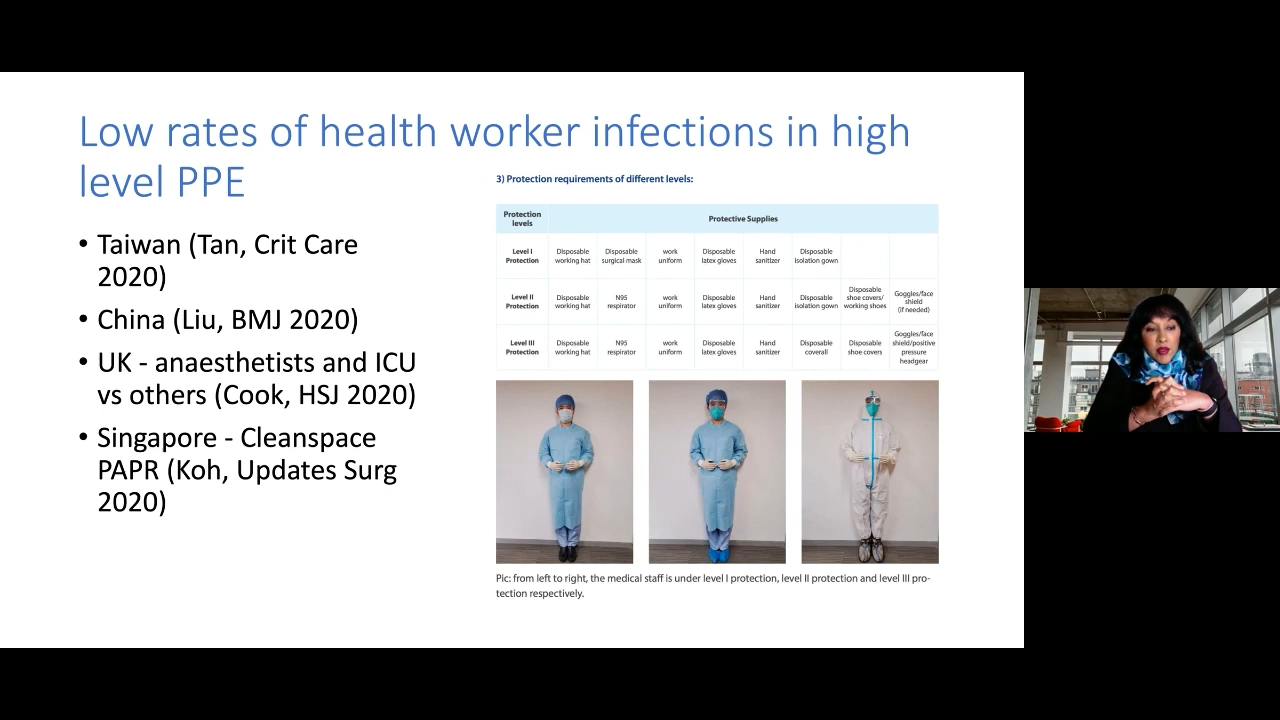 Low rates of health worker infections in high
level PPE
• Taiwan (Tan, Crit Care
2020)
• China (Liu, BMJ 2020)
• UK - anaesthetists and ICU
vs others (Cook, HSJ 2020)
• Singapore - Cleanspace
PAPR (Koh, Updates Surg
2020)
3) Protection requirements of different levels:
Protection
levels
Protective Supplies
Level I
Protection
Disposable
working hat
Disposable
surgical mask
work
uniform
Disposable
latex gloves
Hand
sanitizer
Disposable
isolation gown
Level II
Protection
Disposable
working hat
N95
respirator
work
uniform
Disposable
latex gloves
Hand
sanitizer
Disposable
isolation gown
Disposable
shoe covers/
working shoes
Goggles/face
shield
(if needed)
Level III
Protection
Disposable
working hat
N95
respirator
work
uniform
Disposable
latex gloves
Hand
sanitizer
Disposable
coverall
Disposable
shoe covers
Goggles/face
shield/positive
pressure
headgear
Pic: from left to right, the medical staff is under level I protection, level II protection and level III pro-
tection respectively.